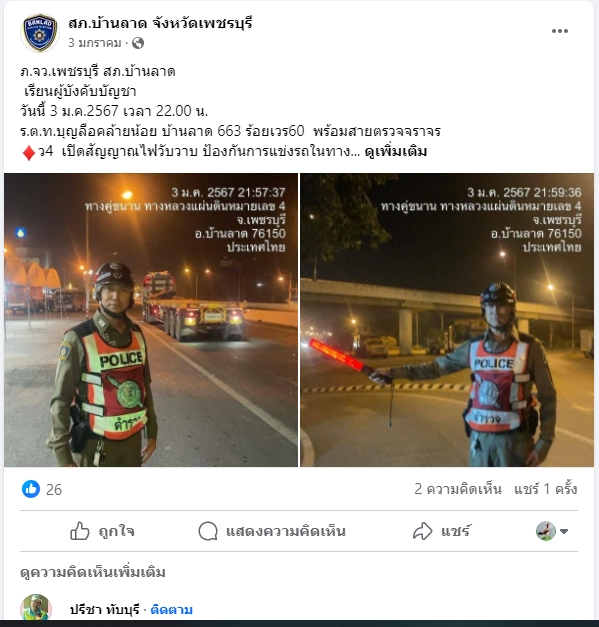 สภ.บ้านลาด จังหวัดเพชรบุรี
3 มกราคม ·
ภ.จว.เพชรบุรี สภ.บ้านลาด
เรียนผู้บังคับบัญชา
วันนี้ 3 ม.ค.2567 เวลา 22.00 น.
ร.ต.ท.บุญลือคล้ายน้อย บ้านลาด 663 ร้อยเวร60 พร้อมสายตรวจจราจร
ว4 เปิดสัญญาณไฟวับวาบ ป้องกันการแข่งรถในทาง... ดูเพิ่มเติม
3 ม.ค. 2567 21:57:37
ทางคู่ขนาน ทางหลวงแผ่นดินหมายเลข 4
จ.เพชรบุรี
อ.บ้านลาด 76150
ประเทศไทย
POLICE
ตำรวจ
3 ม.ค. 2567 21:59:36
ทางคู่ขนาน ทางหลวงแผ่นดินหมายเลข 4
จ.เพชรบุรี
อ.บ้านลาด 76150
ประเทศไทย
POLICE
ตำรวจ
26
2 ความคิดเห็น แชร์ 1 ครั้ง
ถูกใจ
แสดงความคิดเห็น
แชร์
ดูความคิดเห็นเพิ่มเติม
ปรีชา ทับบุรี · ติดตาม